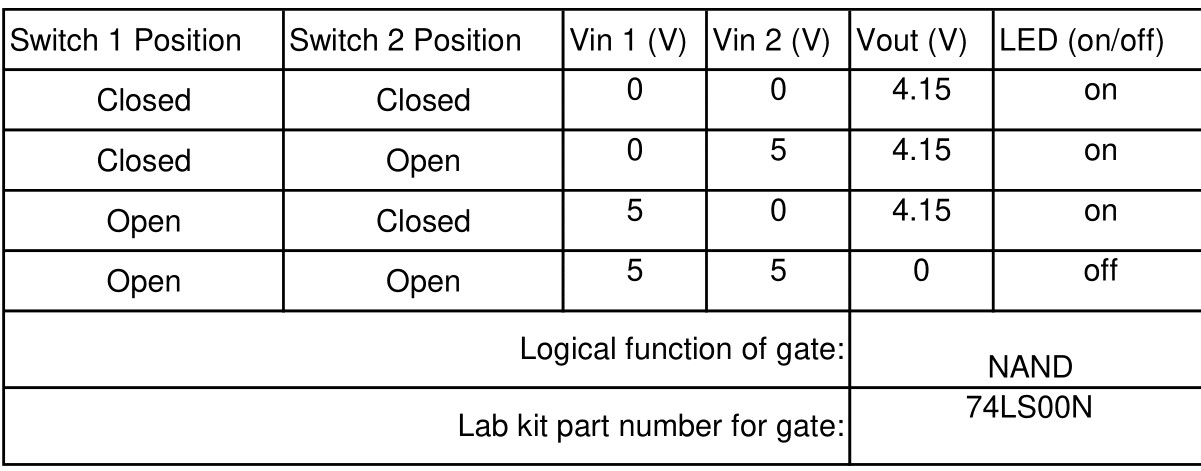 Switch 1 Position Switch 2 Position Vin 1 (V) Vin 2 (V) Vout (V) LED (on/off)
Closed Closed 0 0 4.15 on
Closed Open 0 5 4.15 on
Open Closed 5 0 4.15 on
Open Open 5 5 0 off
Logical function of gate: NAND
Lab kit part number for gate: 74LS00N